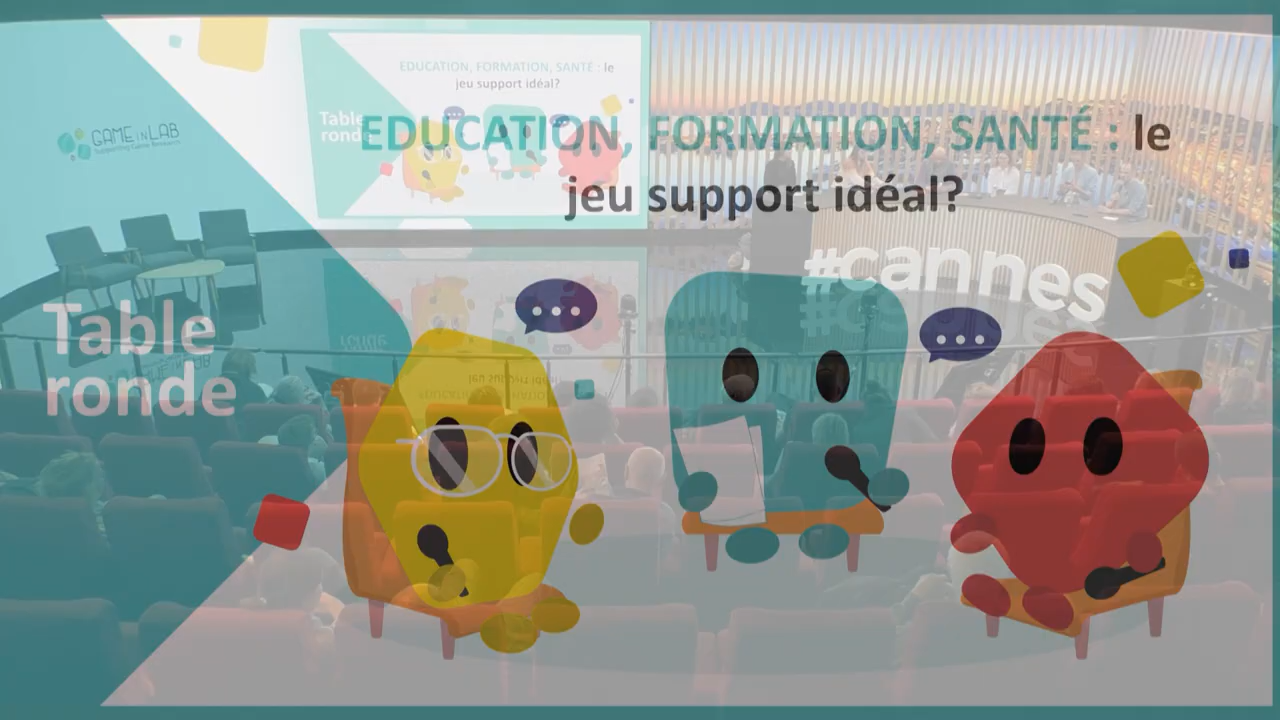 EDUCATION, FORMATION, SANTÉ : le
jeu support idéal?
Table
ronde
GAME IN LAB
Supporting Game Research
EDUCATION, FORMATION, SANTÉ : le
jeu support idéal?
Table
ronde
#cannes